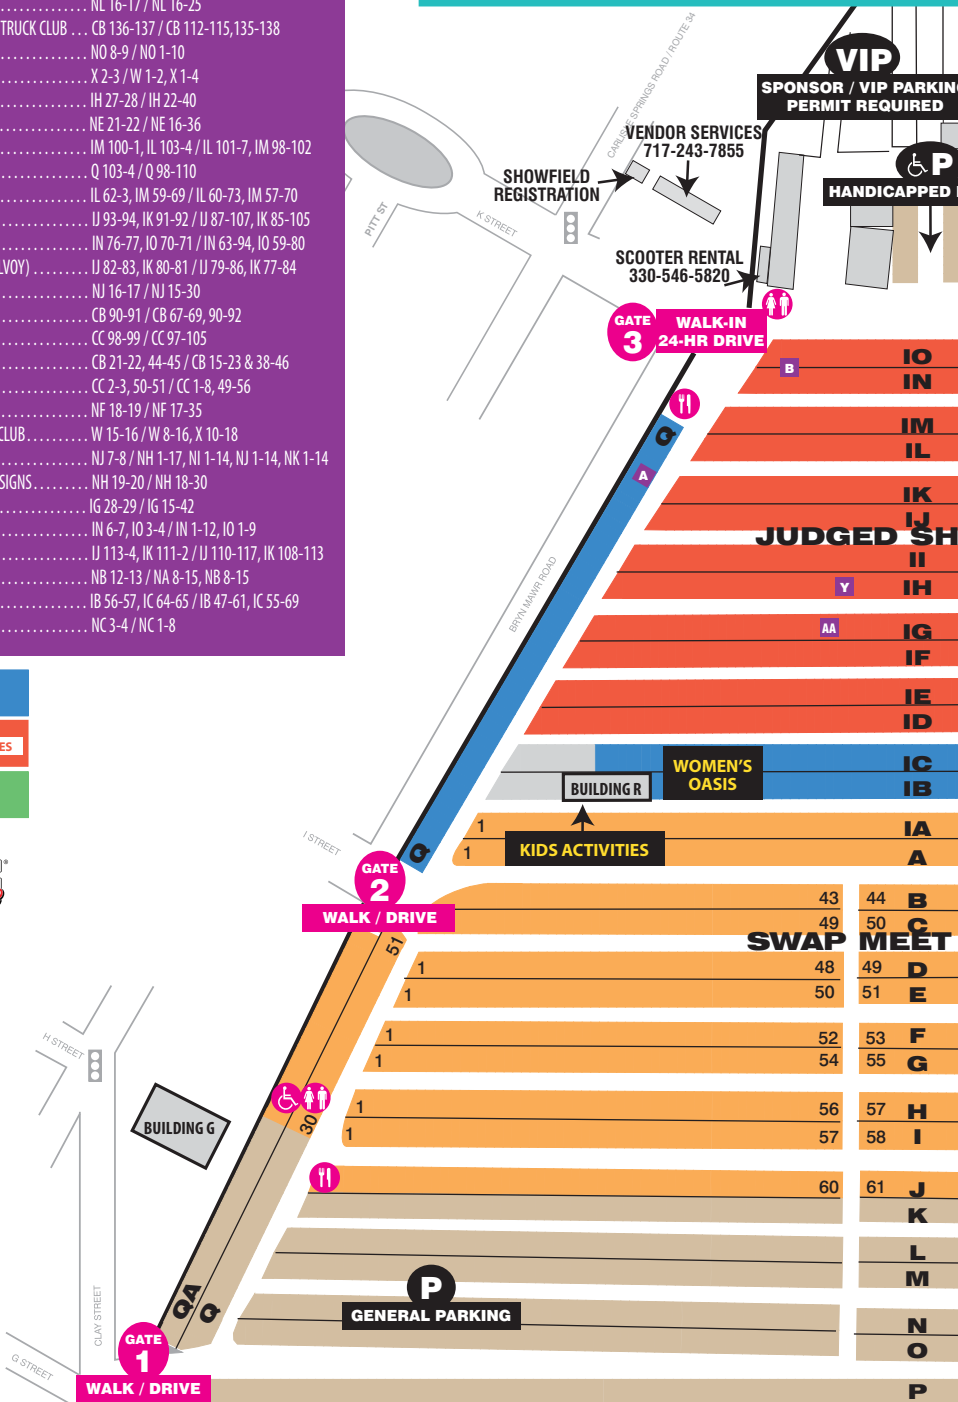 NL 16-17 / NL 16-25
TRUCK CLUB . . . CB 136-137 / CB 112-115,135-138
NO 8-9 / NO 1-10
X 2-3 / W 1-2, X 1-4
IH 27-28 / IH 22-40
NE 21-22 / NE 16-36
IM 100-1, IL 103-4 / IL 101-7, IM 98-102
Q 103-4 / Q 98-110
IL 62-3, IM 59-69 / IL 60-73, IM 57-70
IJ 93-94, IK 91-92 / IJ 87-107, IK 85-105
IN 76-77, IO 70-71 / IN 63-94, IO 59-80
LVOY) . . . . . . . . . IJ 82-83, IK 80-81 / IJ 79-86, IK 77-84
NJ 16-17 / NJ 15-30
CB 90-91 / CB 67-69, 90-92
CC 98-99 / CC 97-105
CB 21-22, 44-45 / CB 15-23 & 38-46
CC 2-3, 50-51 / CC 1-8, 49-56
NF 18-19 / NF 17-35
CLUB . . . . . . . . . . W 15-16 / W 8-16, X 10-18
NJ 7-8 / NH 1-17, NI 1-14, NJ 1-14, NK 1-14
SIGNS . . . . . . . . . NH 19-20 / NH 18-30
IG 28-29 / IG 15-42
IN 6-7, IO 3-4 / IN 1-12, IO 1-9
IJ 113-4, IK 111-2 / IJ 110-117, IK 108-113
NB 12-13 / NA 8-15, NB 8-15
IB 56-57, IC 64-65 / IB 47-61, IC 55-69
NC 3-4 / NC 1-8
ES
CARLISLE SPRINGS ROAD / ROUTE 34
VIP
SPONSOR / VIP PARKING
PERMIT REQUIRED
VENDOR SERVICES
717-243-7855
SHOWFIELD
REGISTRATION
P
HANDICAPPED
PITT ST
K STREET
SCOOTER RENTAL
330-546-5820
GATE
3
WALK-IN
24-HR DRIVE
B
IO
IN
Q
A
IM
IL
IK
IJ
JUDGED SH
II
Y
IH
BRYN MAWR ROAD
AA
IG
IF
IE
ID
IC
IB
WOMEN'S
OASIS
BUILDING R
KIDS ACTIVITIES
1
IA
1
A
I STREET
Q
GATE
2
WALK / DRIVE
43 44 B
49 50 C
SWAP MEET
51
1 48 49 D
1 50 51 E
1 52 53 F
1 54 55 G
H STREET
BUILDING G
30
1 56 57 H
1 57 58 I
60 61 J
K
L
M
P
GENERAL PARKING
QA
Q
N
O
CLAY STREET
GATE
1
WALK / DRIVE
G STREET
P